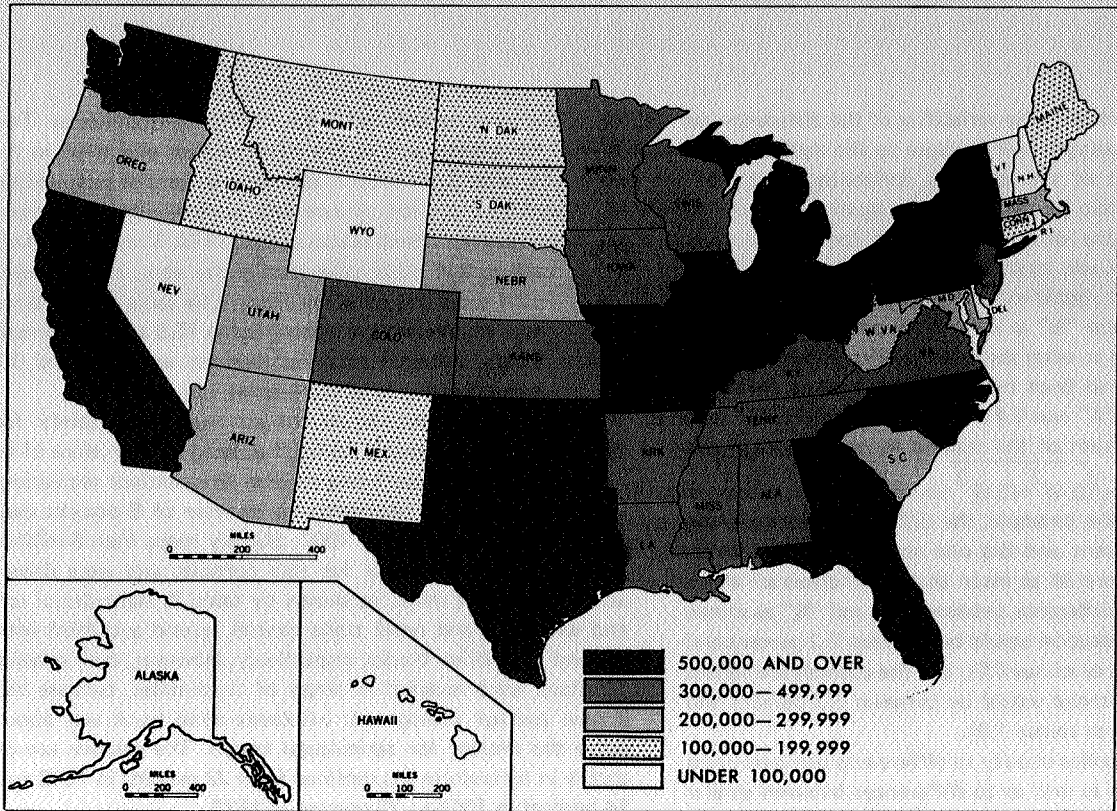 MONT
N DAK
MINN
MAINE
OREG
IDAHO
S DAK
WIS
VT
N H
WYO
MASS
CONN
R I
NEV
NEBR
IOWA
UTAH
COLO
KANS
W VA
MD
DEL
VA
KY
ARIZ
N MEX
TENN
ARK
S C
MISS
ALA
LA
MILES
0 200 400
ALASKA
MILES
0 200 400
HAWAII
MILES
0 100 200
500,000 AND OVER
300,000—499,999
200,000—299,999
100,000—199,999
UNDER 100,000